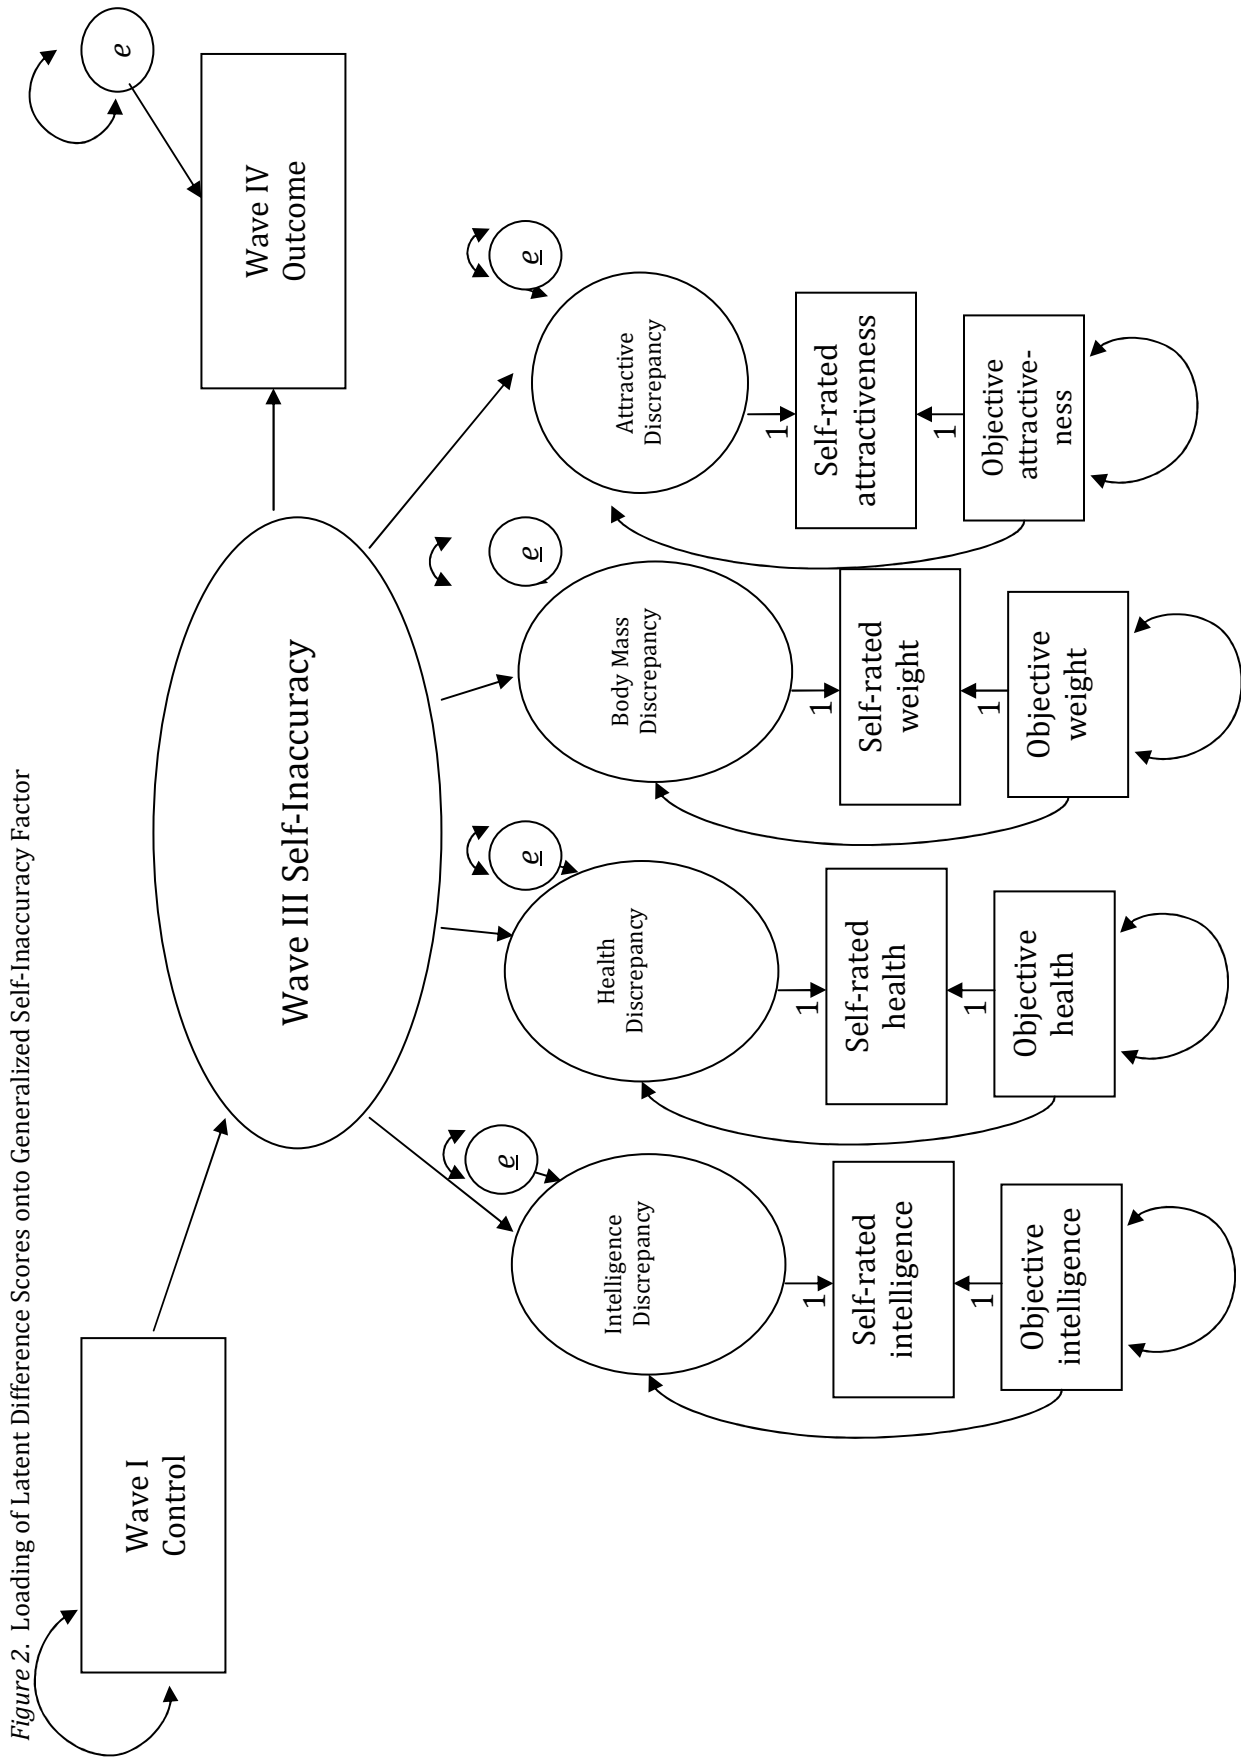 Figure 2. Loading of Latent Difference Scores onto Generalized Self-Inaccuracy Factor
Wave I
Control
Wave III Self-Inaccuracy
Wave IV
Outcome
e
e
e
e
e
Intelligence
Discrepancy
Health
Discrepancy
Body Mass
Discrepancy
Attractive
Discrepancy
1
1
1
1
Self-rated
intelligence
Self-rated
health
Self-rated
weight
Self-rated
attractiveness
1
1
1
1
Objective
intelligence
Objective
health
Objective
weight
Objective
attractive-
ness